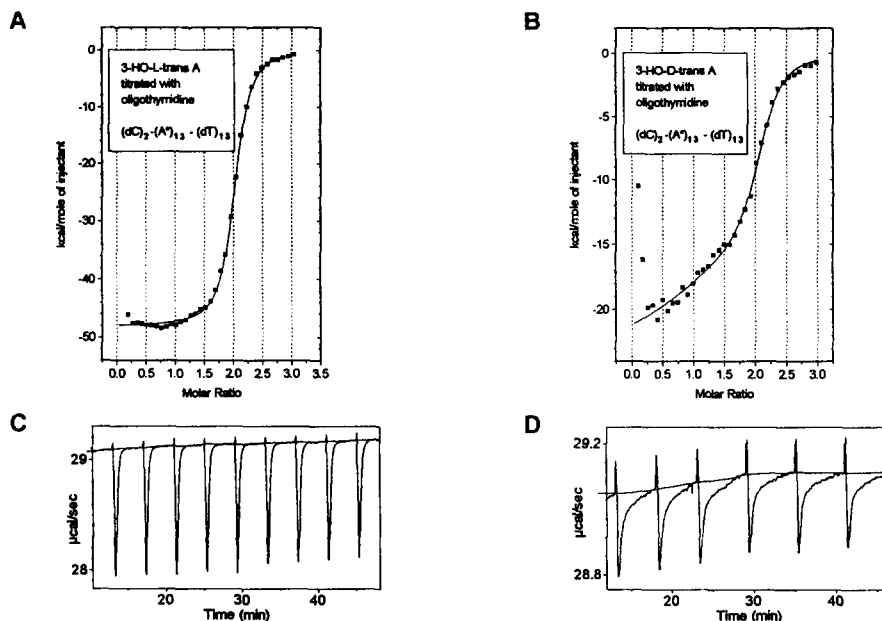 A
0
-10
-20
-30
-40
-50
kcal/mole of injectant
3-HO-L-trans A
titrated with
oligothymidine
(dC)2-(A*)13 - (dT)13
0.0 0.5 1.0 1.5 2.0 2.5 3.0 3.5
Molar Ratio
B
0
-5
-10
-15
-20
kcal/mole of injectant
3-HO-D-trans A
titrated with
oligothymidine
(dC)2-(A*)13 - (dT)13
0.0 0.5 1.0 1.5 2.0 2.5 3.0
Molar Ratio
C
29
28
µcal/sec
20 30 40
Time (min)
D
29.2
28.8
µcal/sec
20 30 40
Time (min)